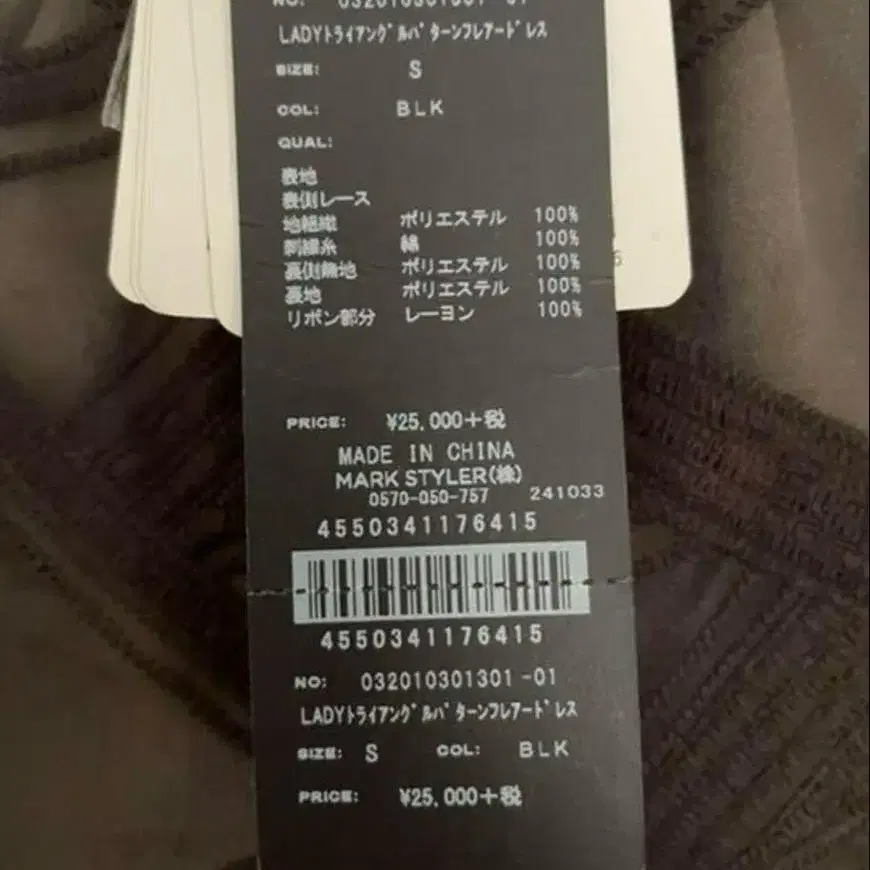 NO: 032010301301 -01
LADYトライアングルパターンフレアードレス
SIZE: S
COL: BLK
QUAL:
表地
表側レース
地組織 ポリエステル 100%
刺繍糸 綿 100%
裏側無地 ポリエステル 100%
裏地 ポリエステル 100%
リボン部分 レーヨン 100%
PRICE: ¥25,000+税
MADE IN CHINA
MARK STYLER(株)
0570-050-757 241033
4550341176415
4550341176415
NO: 032010301301 -01
LADYトライアングルパターンフレアードレス
SIZE: S COL: BLK
PRICE: ¥25,000+税